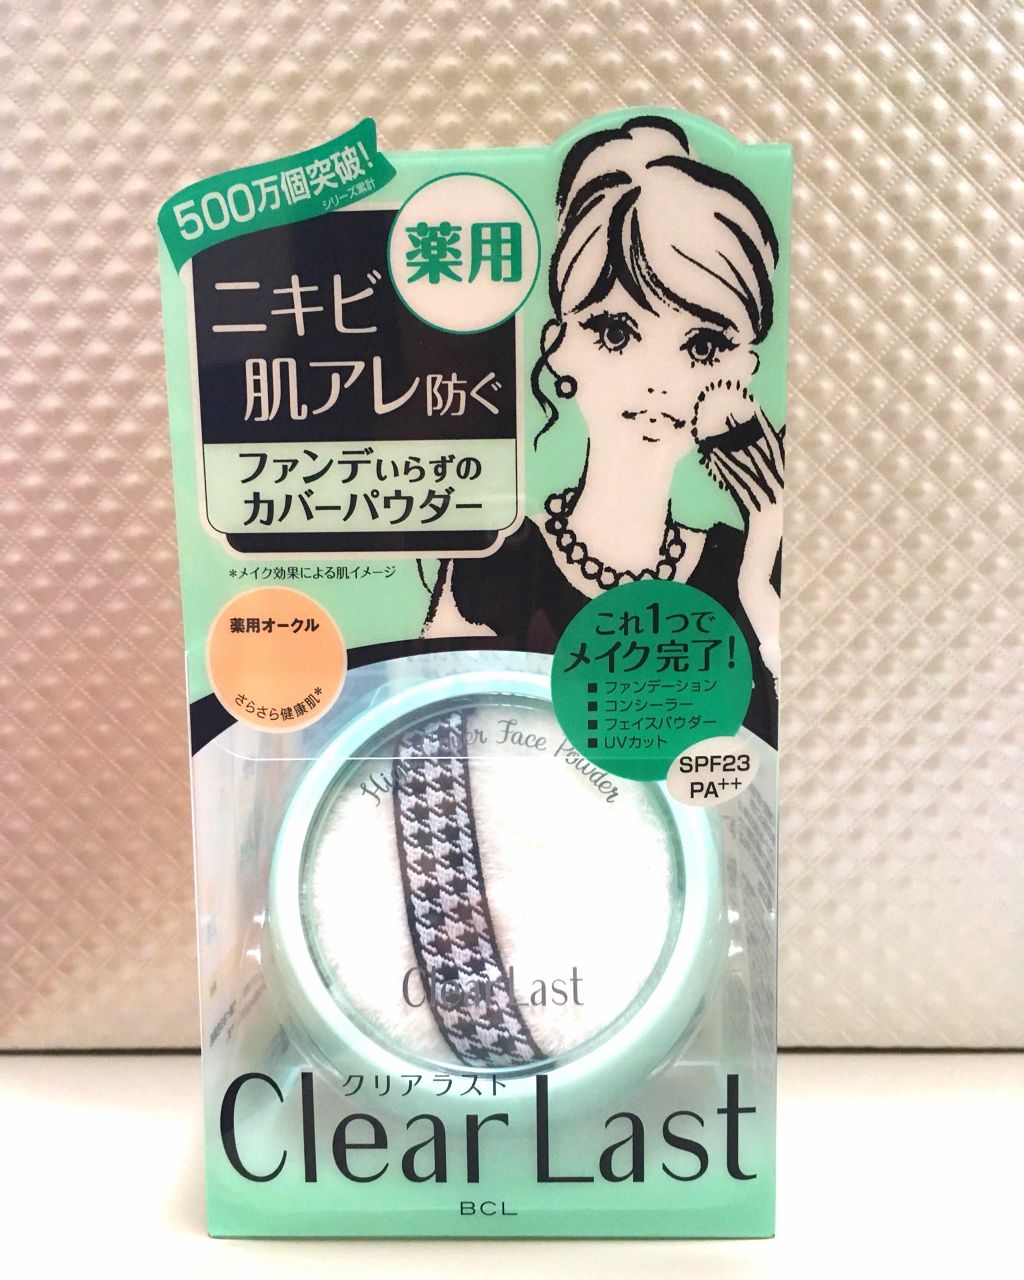 500万個突破!
シリーズ累計
薬用
ニキビ
肌アレ防ぐ
ファンデいらずの
カバーパウダー
*メイク効果による肌イメージ
薬用オークル
さらさら健康肌*
これ1つで
メイク完了!
■ ファンデーション
■ コンシーラー
■ フェイスパウダー
■ UVカット
SPF23
PA++
Face Powder
Clear Last
クリアラスト
Clear Last
BCL